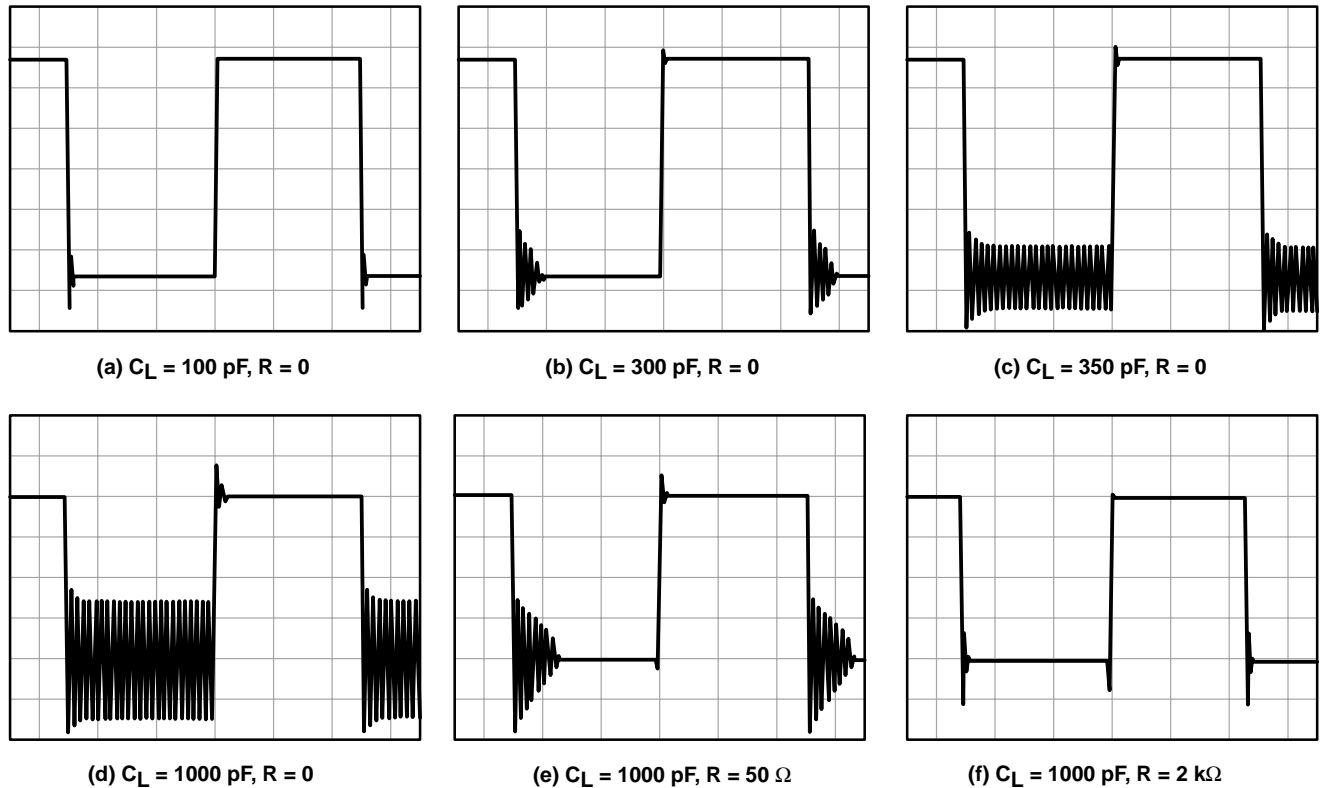 (a) CL = 100 pF, R = 0
(b) CL = 300 pF, R = 0
(c) CL = 350 pF, R = 0
(d) CL = 1000 pF, R = 0
(e) CL = 1000 pF, R = 50 Ω
(f) CL = 1000 pF, R = 2 kΩ